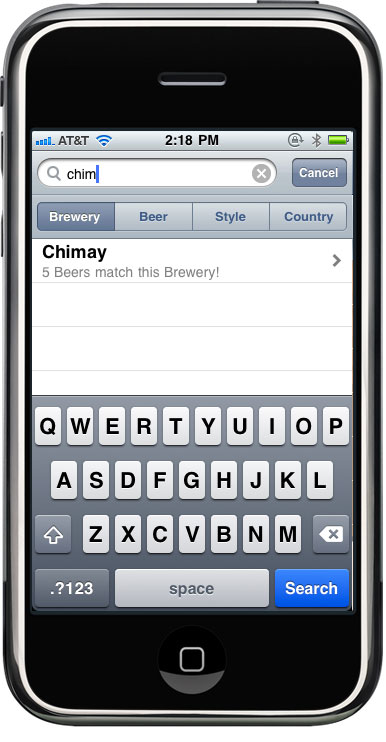 AT&T 2:18 PM
chim Cancel
Brewery Beer Style Country
Chimay
5 Beers match this Brewery!
Q W E R T Y U I O P
A S D F G H J K L
Z X C V B N M
.?123 space Search